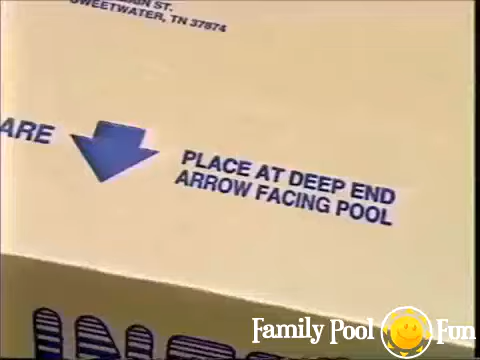 SWEETWATER, TN 37874
ARE
PLACE AT DEEP END
ARROW FACING POOL
Family Pool Fun